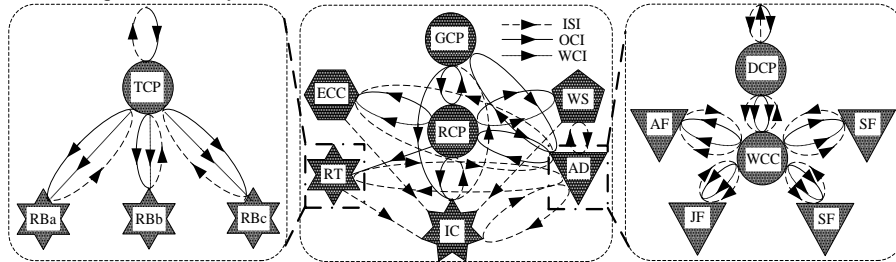 TCP
RBa
RBb
RBc
GCP
ISI
OCI
WCI
ECC
WS
RCP
RT
AD
IC
DCP
AF
SF
WCC
JF
SF